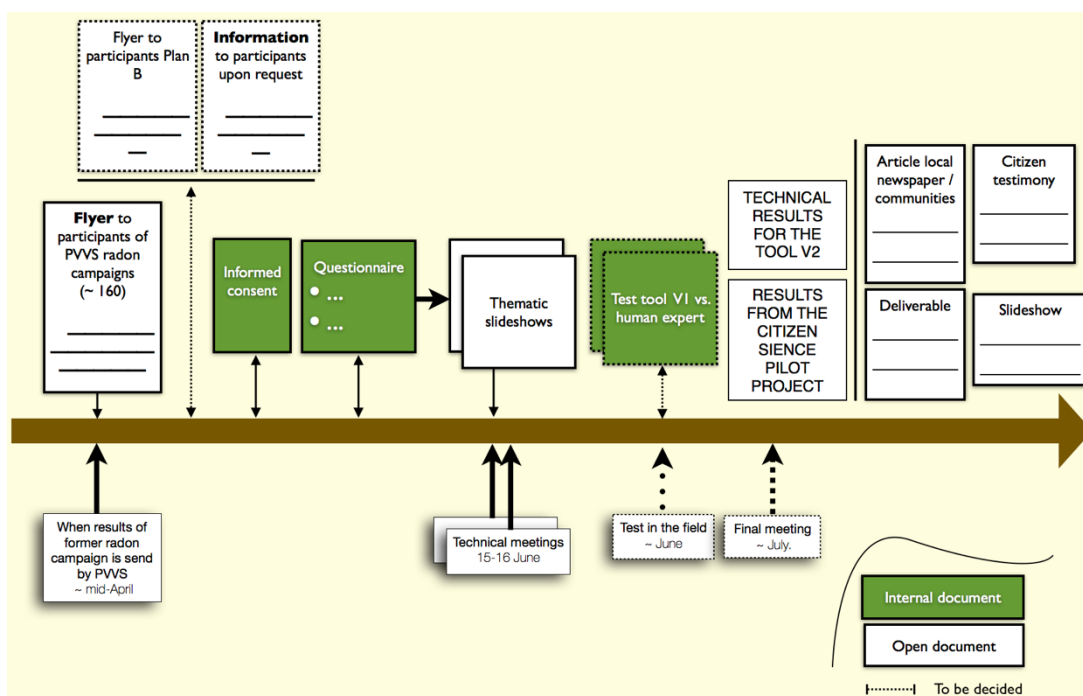 Flyer to
participants Plan
B
Information
to participants
upon request
Flyer to
participants of
PVVS radon
campaigns
(~ 160)
Informed
consent
Questionnaire
• ...
• ...
Thematic
slideshows
Test tool V1 vs.
human expert
TECHNICAL
RESULTS
FOR THE
TOOL V2
RESULTS
FROM THE
CITIZEN
SIENCE
PILOT
PROJECT
Article local
newspaper /
communities
Citizen
testimony
Deliverable
Slideshow
When results of
former radon
campaign is send
by PVVS
~ mid-April
Technical meetings
15-16 June
Test in the field
~ June
Final meeting
~ July.
Internal document
Open document
To be decided